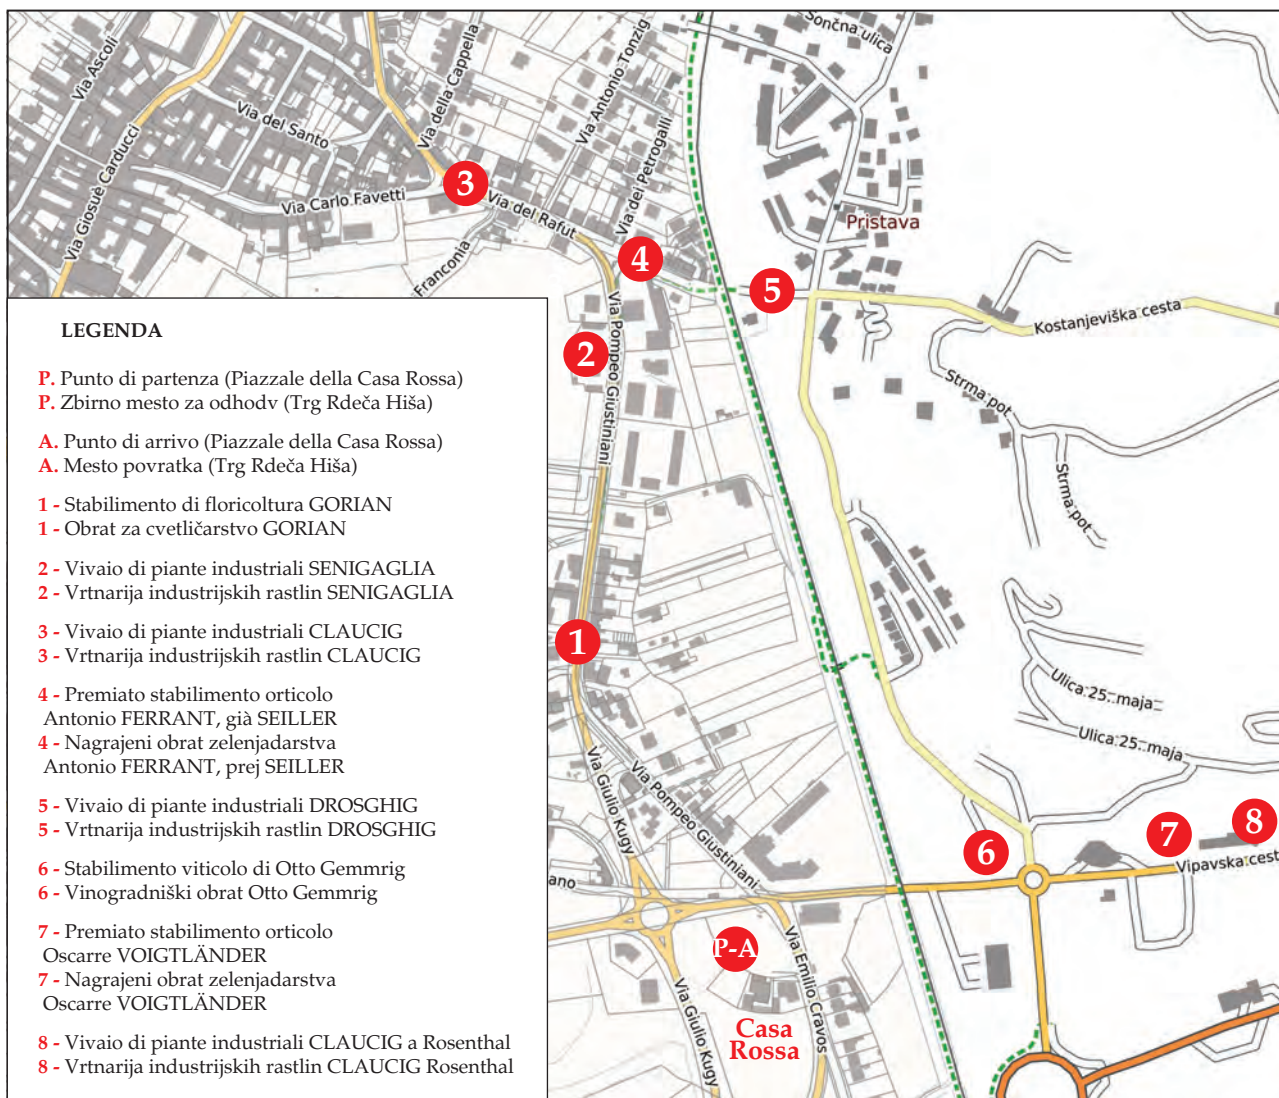 Via Ascoli
Via Giosuè Carducci
Via del Santo
Via Carlo Favetti
Via della Cappella
Via Antonio Tonzig
Via dei Petrogalli
Via del Rafut
Franconia
Sončna ulica
Pristava
Kostanjeviška cesta
Strma pot
Strma pot
Via Pompeo Giustiniani
3
4
5
2
1
LEGENDA
P. Punto di partenza (Piazzale della Casa Rossa)
P. Zbirno mesto za odhodv (Trg Rdeča Hiša)
A. Punto di arrivo (Piazzale della Casa Rossa)
A. Mesto povratka (Trg Rdeča Hiša)
1 - Stabilimento di floricoltura GORIAN
1 - Obrat za cvetličarstvo GORIAN
2 - Vivaio di piante industriali SENIGAGLIA
2 - Vrtnarija industrijskih rastlin SENIGAGLIA
3 - Vivaio di piante industriali CLAUCIG
3 - Vrtnarija industrijskih rastlin CLAUCIG
4 - Premiato stabilimento orticolo
Antonio FERRANT, già SEILLER
4 - Nagrajeni obrat zelenjadarstva
Antonio FERRANT, prej SEILLER
5 - Vivaio di piante industriali DROSGHIG
5 - Vrtnarija industrijskih rastlin DROSGHIG
6 - Stabilimento viticolo di Otto Gemmrig
6 - Vinogradniški obrat Otto Gemmrig
7 - Premiato stabilimento orticolo
Oscarre VOIGTLÄNDER
7 - Nagrajeni obrat zelenjadarstva
Oscarre VOIGTLÄNDER
8 - Vivaio di piante industriali CLAUCIG a Rosenthal
8 - Vrtnarija industrijskih rastlin CLAUCIG Rosenthal
Ulica 25. maja
Ulica 25. maja
Via Giulio Kugy
Via Pompeo Giustiniani
ano
6
7
8
Vipavska cest
P-A
Via Giulio Kugy
Via Emilio Cravos
Casa
Rossa